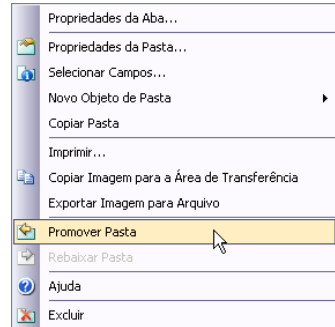 Propriedades da Aba...
Propriedades da Pasta...
Selecionar Campos...
Novo Objeto de Pasta
Copiar Pasta
Imprimir...
Copiar Imagem para a Área de Transferência
Exportar Imagem para Arquivo
Promover Pasta
Rebaixar Pasta
Ajuda
Excluir